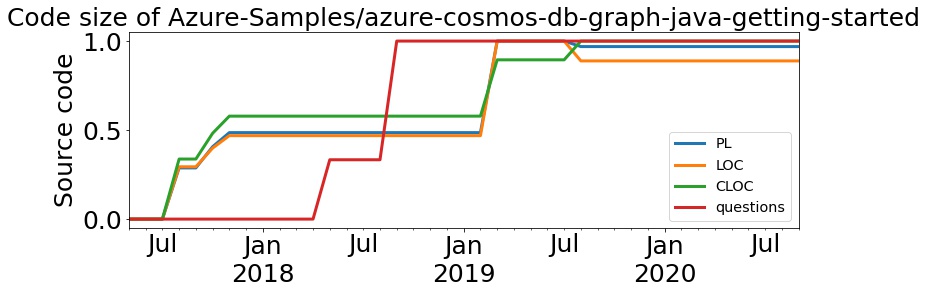 Code size of Azure-Samples/azure-cosmos-db-graph-java-getting-started
Source code
1.0
0.5
0.0
PL
LOC
CLOC
questions
Jul
Jan
2018
Jul
Jan
2019
Jul
Jan
2020
Jul